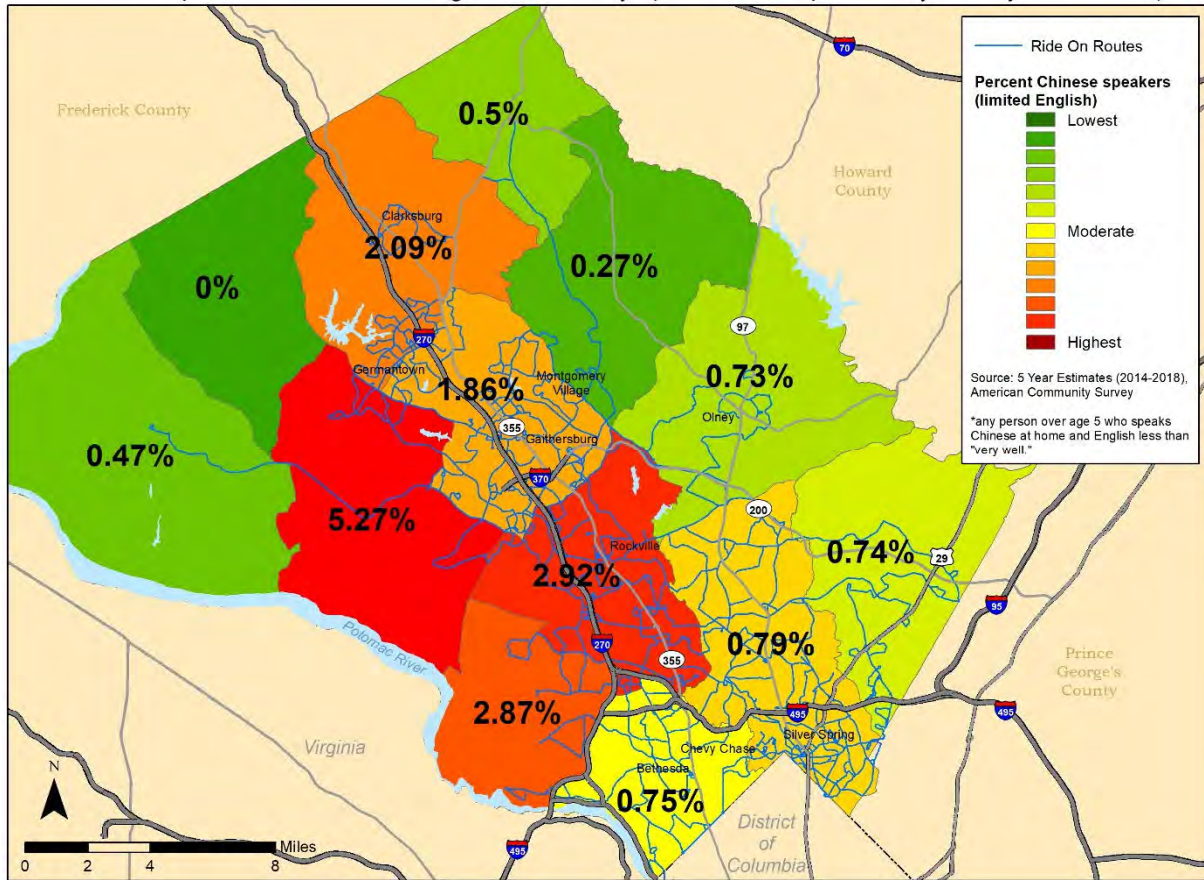 Ride On Routes
Percent Chinese speakers
(limited English)
Lowest
Moderate
Highest
Source: 5 Year Estimates (2014-2018),
American Community Survey
*any person over age 5 who speaks
Chinese at home and English less than
"very well."
70
Frederick County
0.5%
Howard
County
Clarksburg
2.09%
0.27%
0%
97
270
Germantown
1.86%
Montgomery
Village
0.73%
Olney
355
Gaithersburg
0.47%
370
200
5.27%
Rockville
0.74%
29
2.92%
95
Potomac River
270
355
0.79%
Prince
George's
County
2.87%
495
495
Virginia
Chevy Chase
Silver Spring
Bethesda
0.75%
N
District
of
Columbia
Miles
0 2 4 8
495